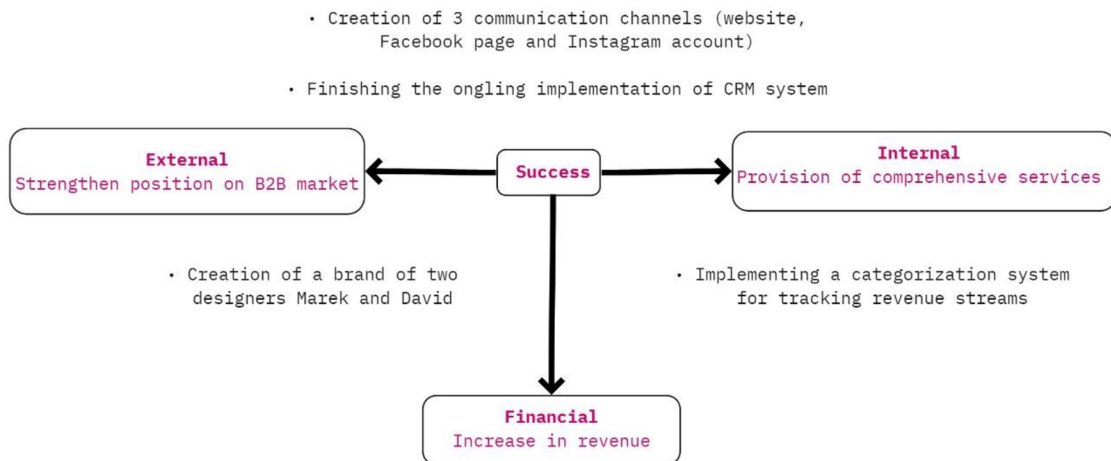 • Creation of 3 communication channels (website,
Facebook page and Instagram account)
• Finishing the ongling implementation of CRM system
External
Strengthen position on B2B market
Success
Internal
Provision of comprehensive services
• Creation of a brand of two
designers Marek and David
• Implementing a categorization system
for tracking revenue streams
Financial
Increase in revenue